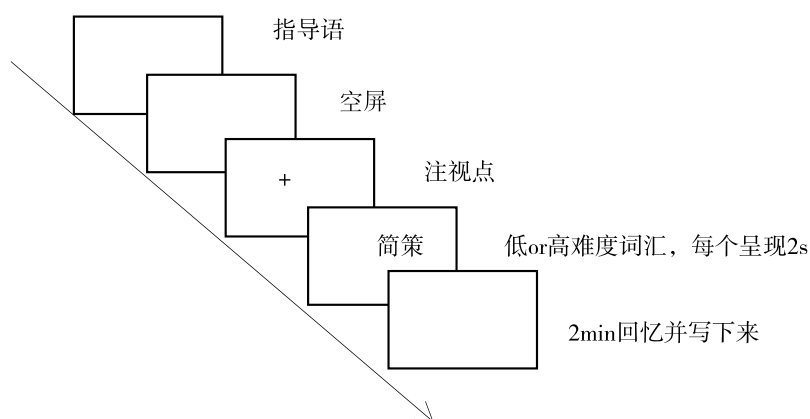 指导语
空屏
+
注视点
简策
低or高难度词汇，每个呈现2s
2min回忆并写下来